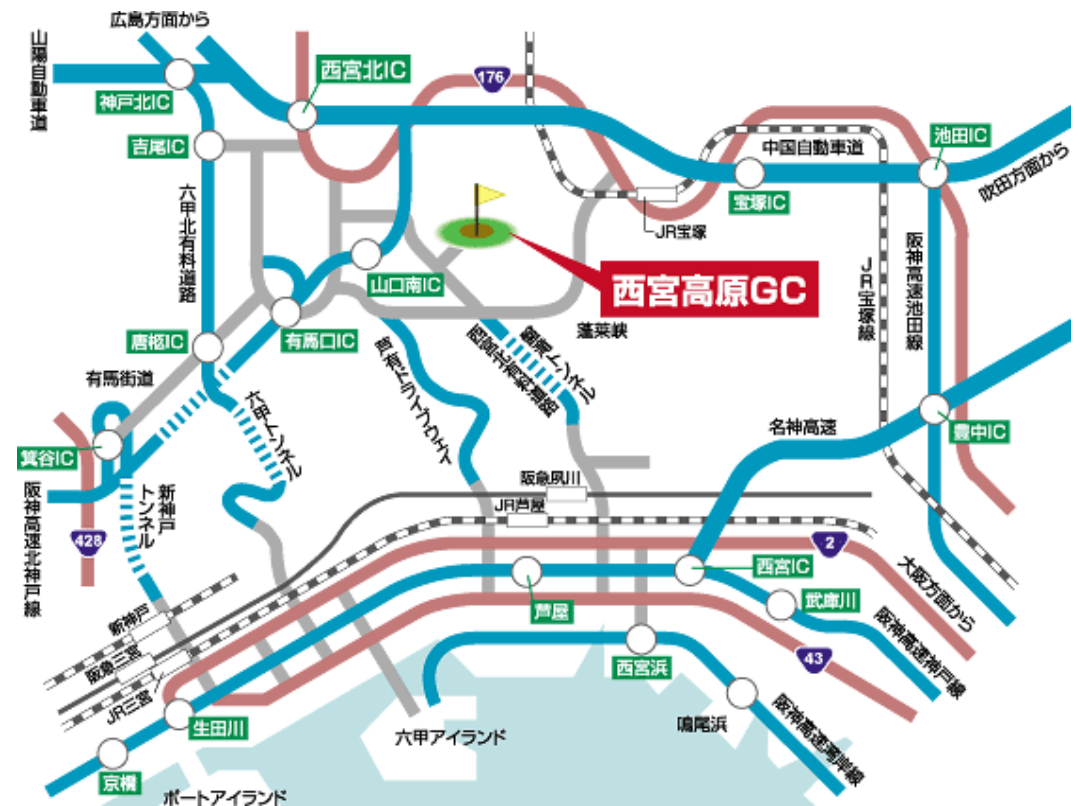 広島方面から
山陽自動車道
神戸北IC
西宮北IC
176
吉尾IC
中国自動車道
池田IC
吹田方面から
宝塚IC
JR宝塚
六甲北有料道路
山口南IC
西宮高原GC
阪神高速池田線
JR宝塚線
有馬口IC
唐櫃IC
蓬莱峡
盤滝トンネル
西宮北有料道路
芦有ドライブウェイ
有馬街道
六甲トンネル
名神高速
豊中IC
箕谷IC
阪神高速北神戸線
新神戸
トンネル
428
阪急夙川
JR芦屋
2
西宮IC
大阪方面から
芦屋
武庫川
阪神高速神戸線
新神戸
阪急三宮
JR三宮
43
西宮浜
生田川
六甲アイランド
鳴尾浜
阪神高速湾岸線
京橋
ポートアイランド